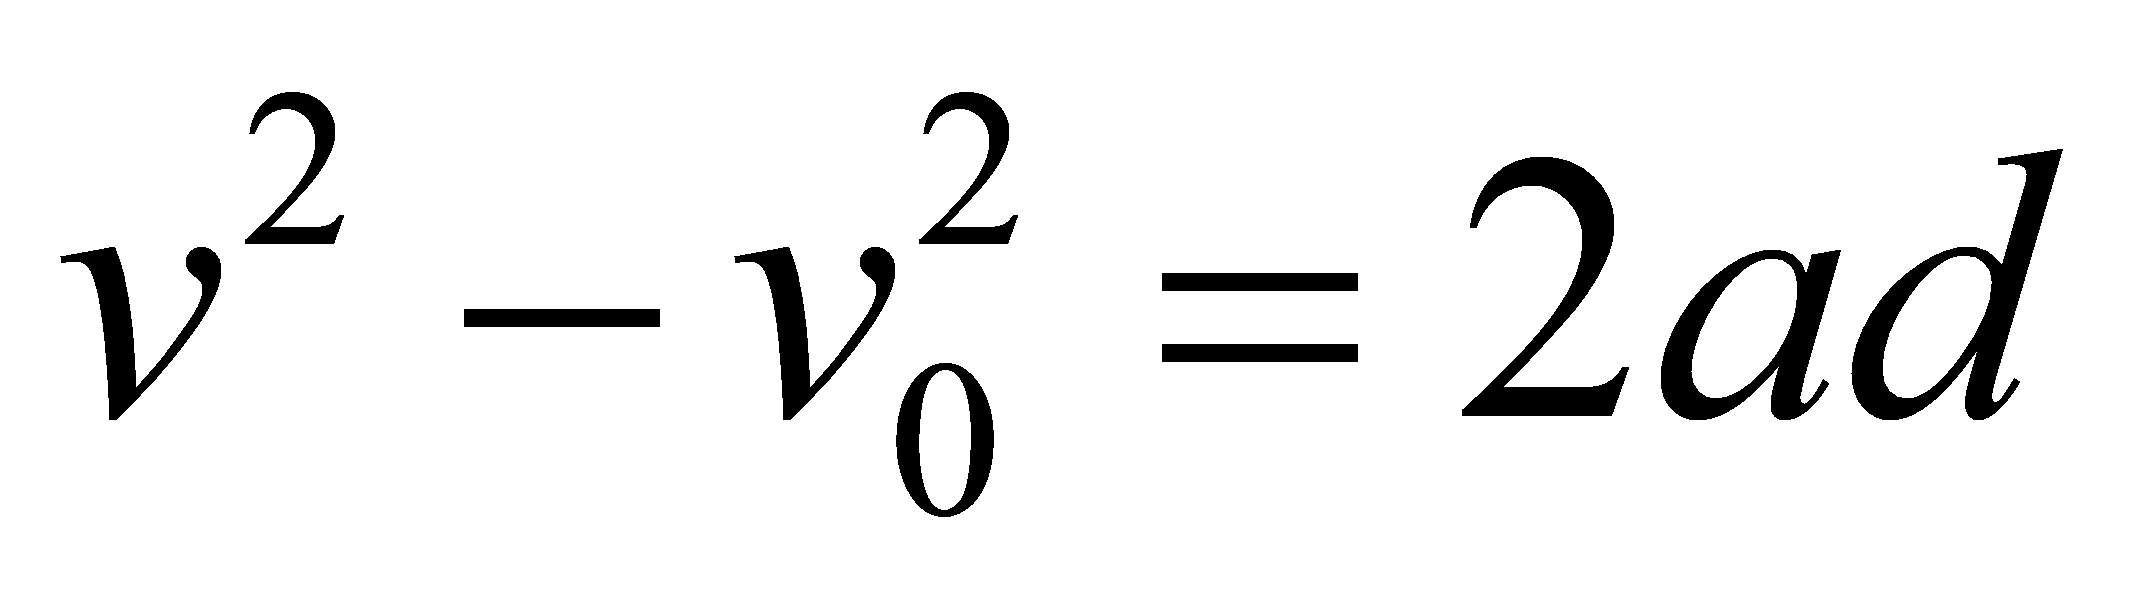 v² − v₀² = 2ad